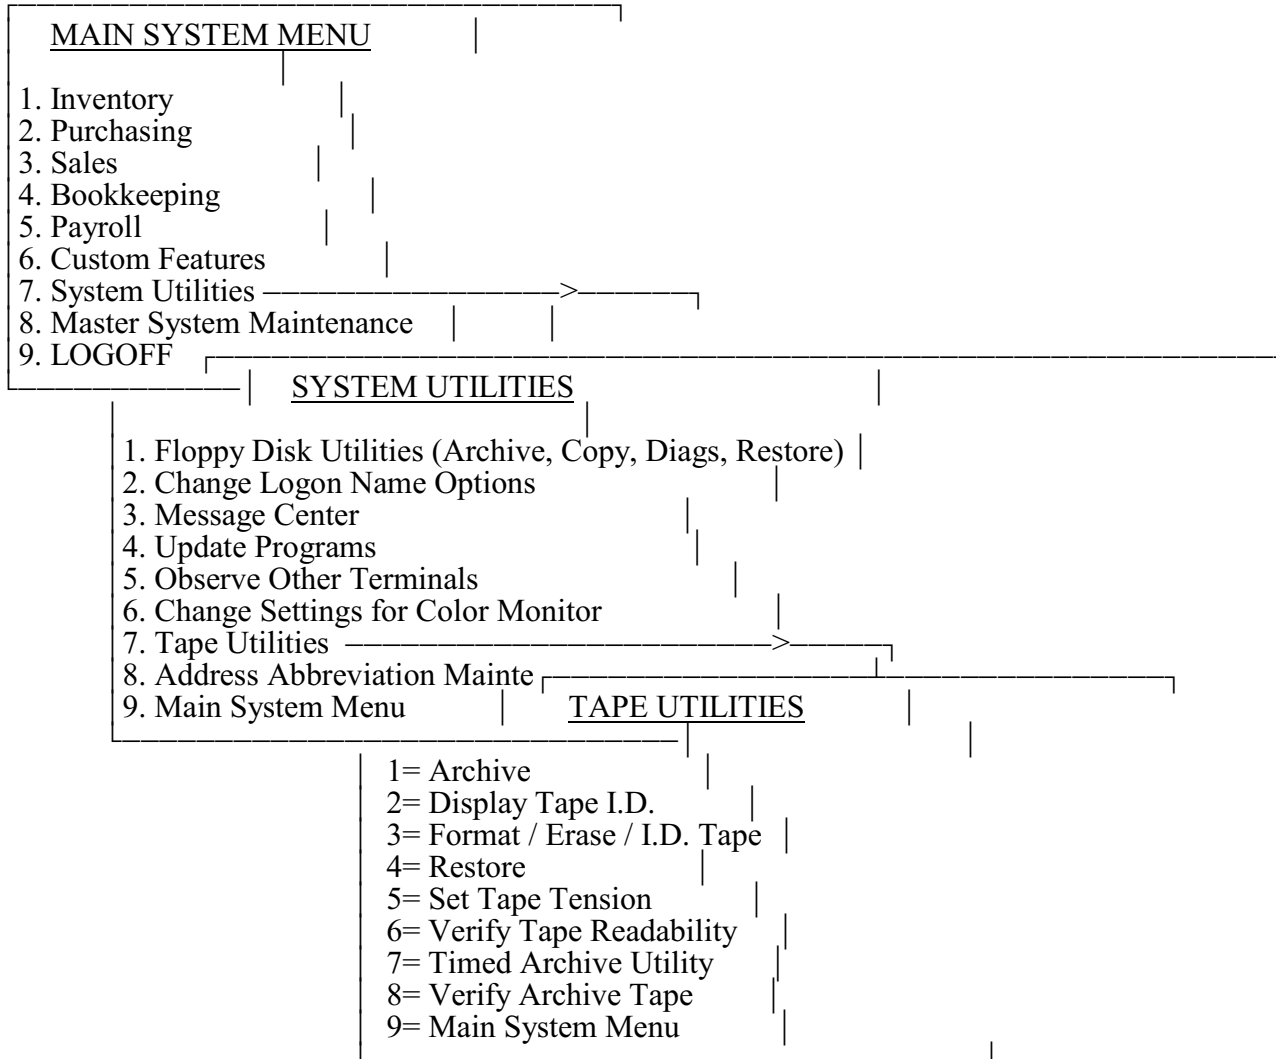 MAIN SYSTEM MENU
1. Inventory
2. Purchasing
3. Sales
4. Bookkeeping
5. Payroll
6. Custom Features
7. System Utilities
8. Master System Maintenance
9. LOGOFF
SYSTEM UTILITIES
1. Floppy Disk Utilities (Archive, Copy, Diags, Restore)
2. Change Logon Name Options
3. Message Center
4. Update Programs
5. Observe Other Terminals
6. Change Settings for Color Monitor
7. Tape Utilities
8. Address Abbreviation Mainte
9. Main System Menu
TAPE UTILITIES
1= Archive
2= Display Tape I.D.
3= Format / Erase / I.D. Tape
4= Restore
5= Set Tape Tension
6= Verify Tape Readability
7= Timed Archive Utility
8= Verify Archive Tape
9= Main System Menu